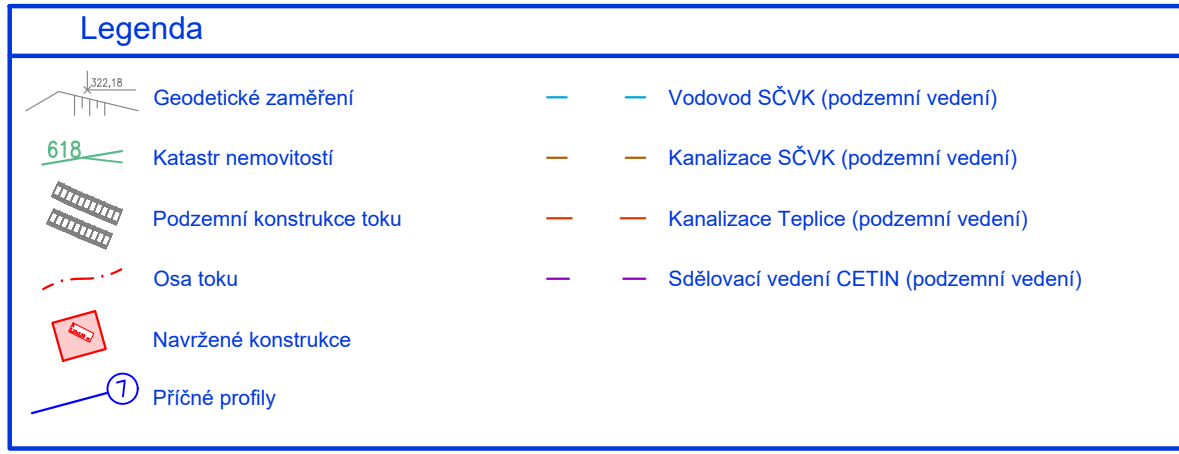 Legenda
322,18
Geodetické zaměření
618
Katastr nemovitostí
Podzemní konstrukce toku
Osa toku
Navržené konstrukce
7
Příčné profily
Vodovod SČVK (podzemní vedení)
Kanalizace SČVK (podzemní vedení)
Kanalizace Teplice (podzemní vedení)
Sdělovací vedení CETIN (podzemní vedení)